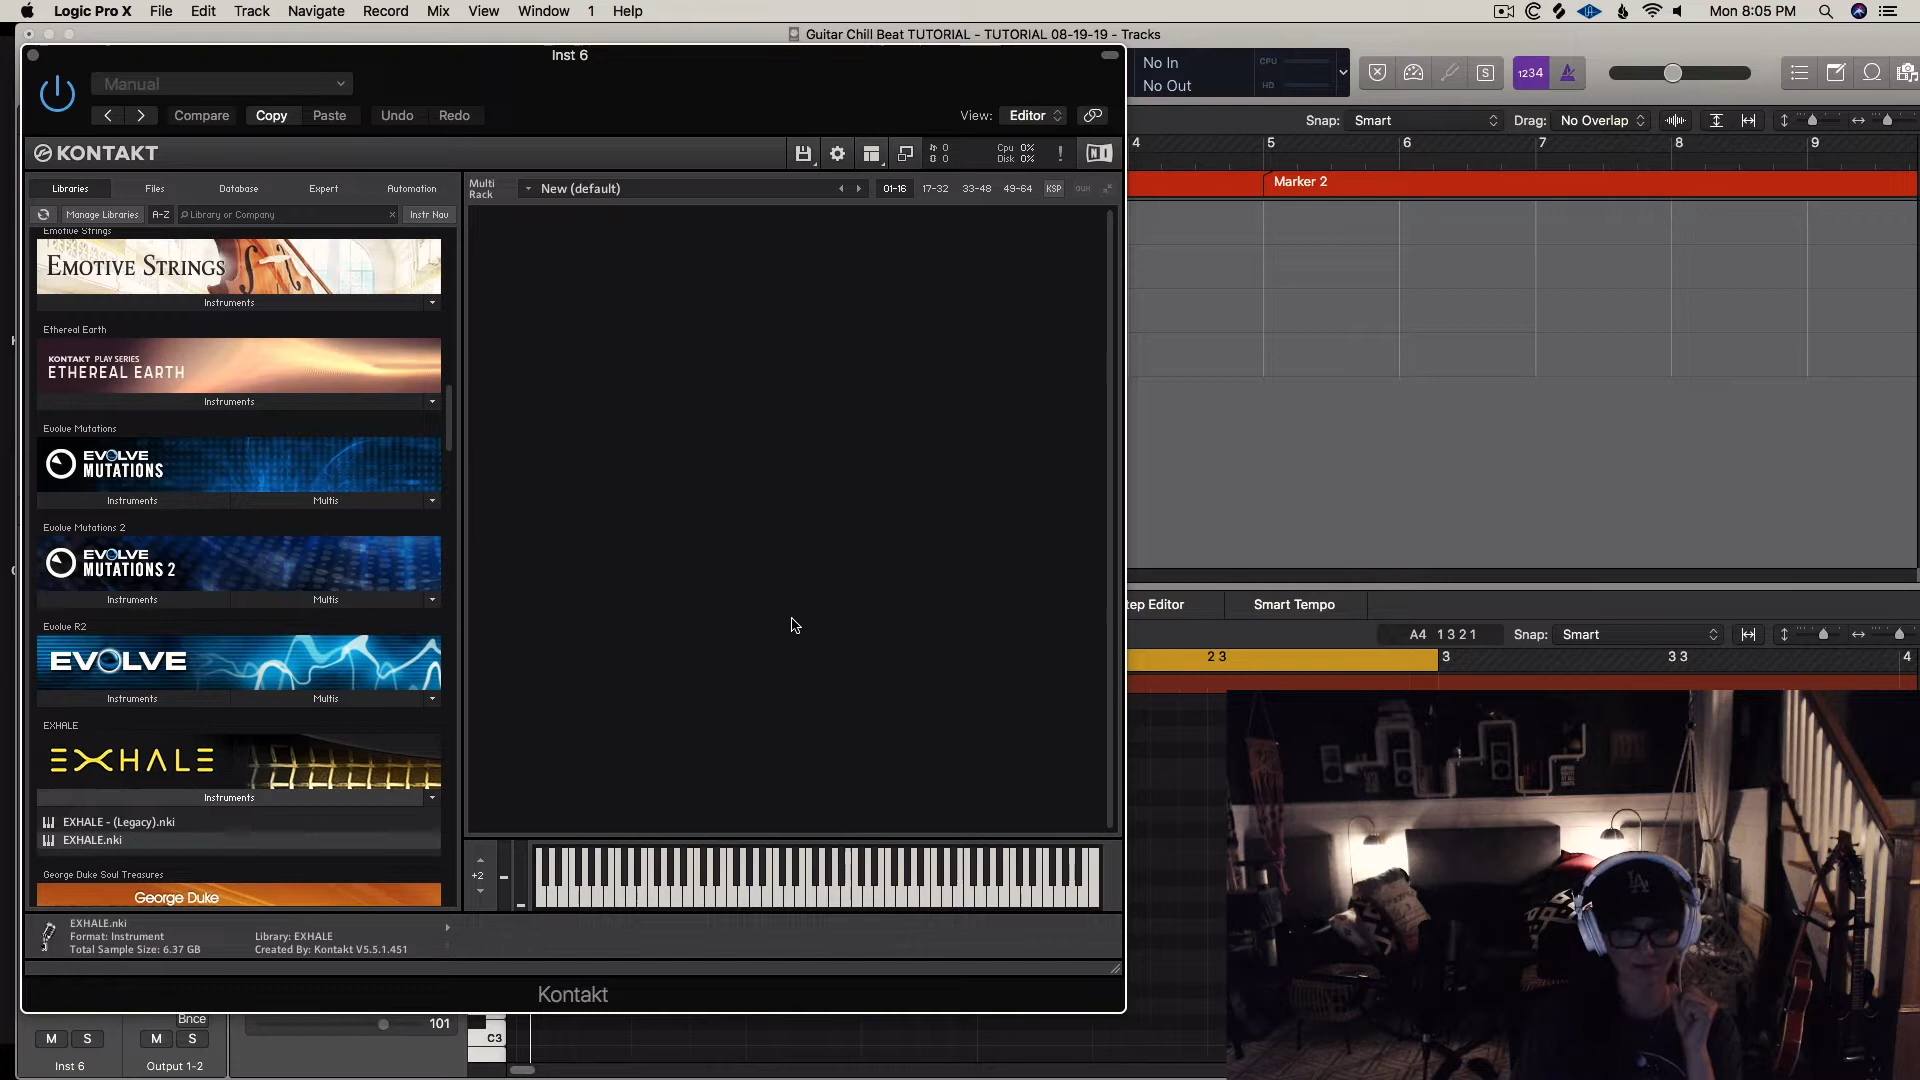 Logic Pro X File Edit Track Navigate Record Mix View Window 1 Help
Mon 8:05 PM
Guitar Chill Beat TUTORIAL - TUTORIAL 08-19-19 - Tracks
Inst 6
Manual
Compare Copy Paste Undo Redo
View: Editor
No In
No Out
CPU
HD
S
1234
Snap: Smart
Drag: No Overlap
KONTAKT
0
0
Cpu 0%
Disk 0%
!
NI
4 5 6 7 8 9
Marker 2
Libraries Files Database Expert Automation
Manage Libraries A-Z Library or Company Instr Nav
Multi
Rack
New (default)
01-16 17-32 33-48 49-64 KSP aux
Emotive Strings
EMOTIVE STRINGS
Instruments
Ethereal Earth
KONTAKT PLAY SERIES
ETHEREAL EARTH
Instruments
Evolve Mutations
EVOLVE
MUTATIONS
Instruments Multis
Evolve Mutations 2
EVOLVE
MUTATIONS 2
Instruments Multis
Evolve R2
EVOLVE
Instruments Multis
EXHALE
EXHALE
Instruments
EXHALE - (Legacy).nki
EXHALE.nki
George Duke Soul Treasures
George Duke
+2
EXHALE.nki
Format: Instrument
Total Sample Size: 6.37 GB
Library: EXHALE
Created By: Kontakt V5.5.1.451
Kontakt
tep Editor Smart Tempo
A4 1 3 2 1
Snap: Smart
2 3 3 3 3 4
Bnce
101
M S M S
C3
Inst 6 Output 1-2
LA